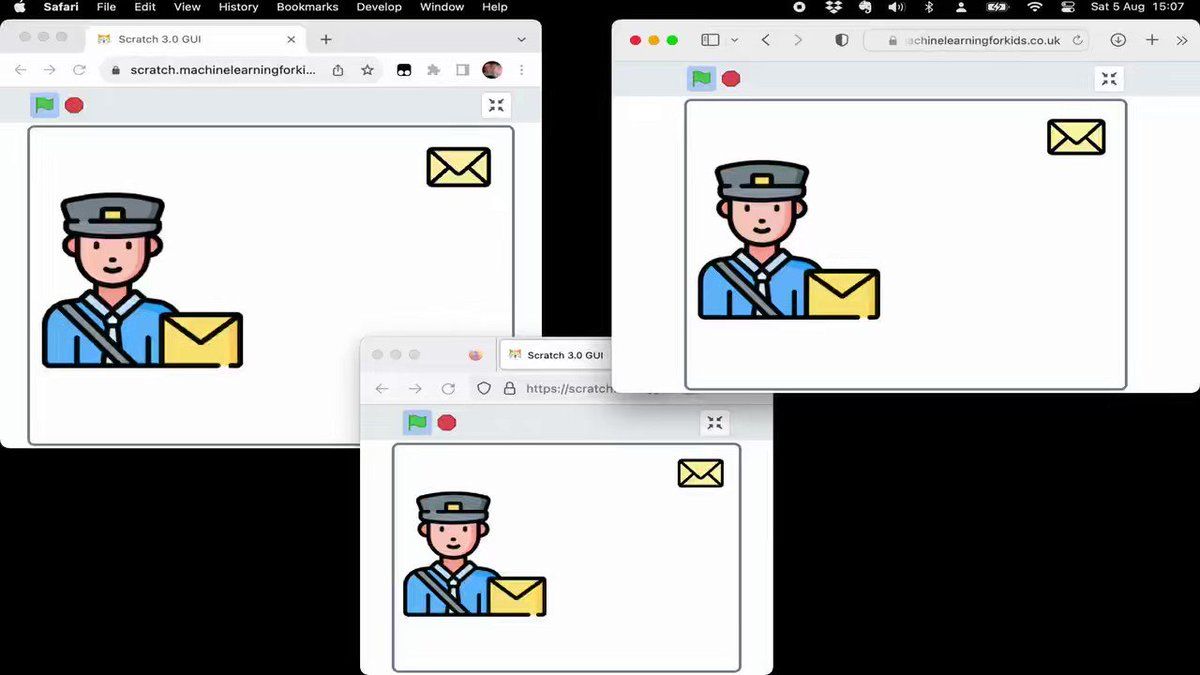 Safari File Edit View History Bookmarks Develop Window Help Sat 5 Aug 15:07
Scratch 3.0 GUI
scratch.machinelearningforki...
achinelearningforkids.co.uk
Scratch 3.0 GUI
https://scratch.